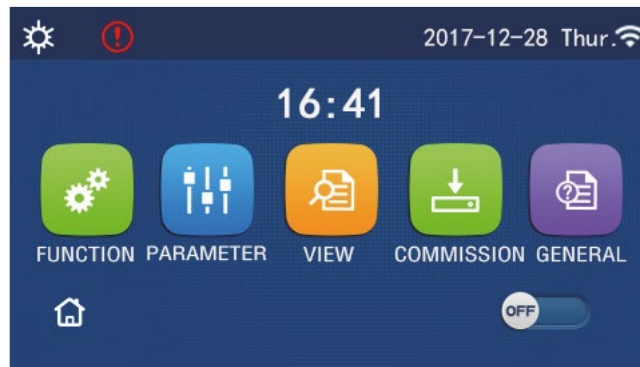 2017-12-28 Thur.
16:41
FUNCTION PARAMETER VIEW COMMISSION GENERAL
OFF